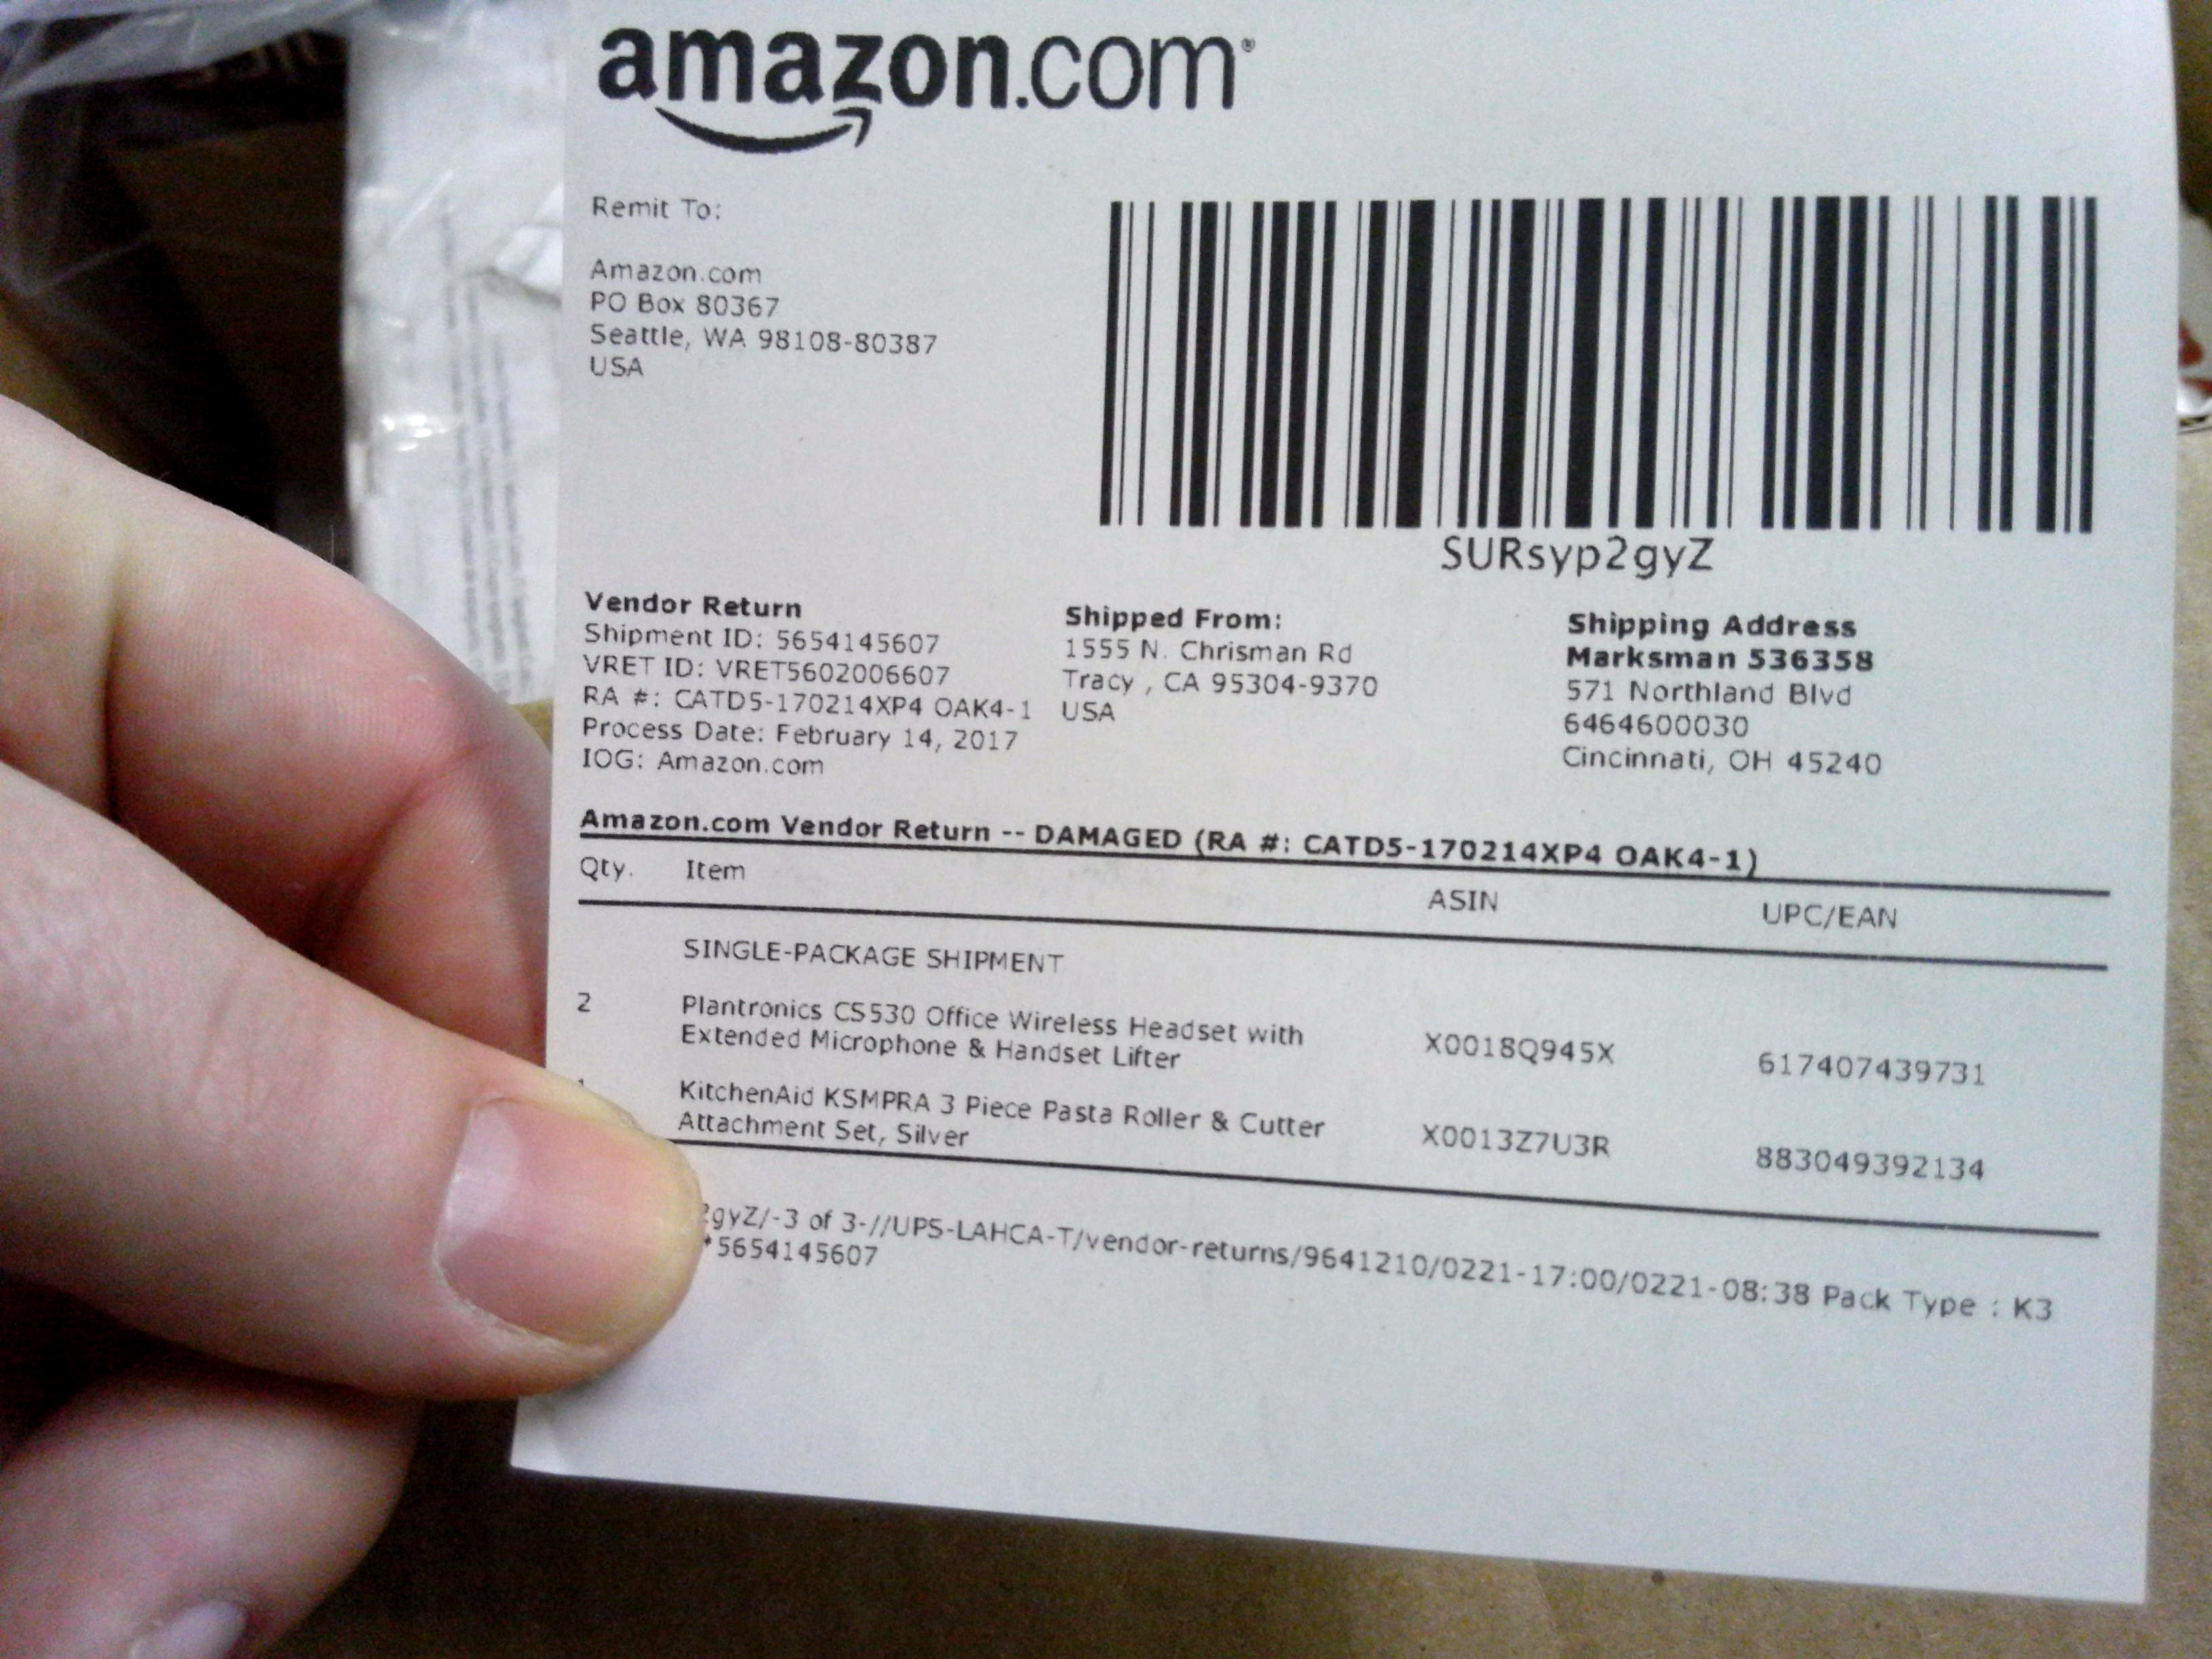 amazon.com
Remit To:
Amazon.com
PO Box 80367
Seattle, WA 98108-80387
USA
SURsyp2gyZ
Vendor Return
Shipment ID: 5654145607
VRET ID: VRET5602006607
RA #: CATD5-170214XP4 OAK4-1
Process Date: February 14, 2017
IOG: Amazon.com
Shipped From:
1555 N. Chrisman Rd
Tracy , CA 95304-9370
USA
Shipping Address
Marksman 536358
571 Northland Blvd
6464600030
Cincinnati, OH 45240
Amazon.com Vendor Return -- DAMAGED (RA #: CATD5-170214XP4 OAK4-1)
Qty. Item ASIN UPC/EAN
SINGLE-PACKAGE SHIPMENT
2 Plantronics CS530 Office Wireless Headset with
Extended Microphone & Handset Lifter X0018Q945X 617407439731
KitchenAid KSMPRA 3 Piece Pasta Roller & Cutter
Attachment Set, Silver X0013Z7U3R 883049392134
2gyZ/-3 of 3-//UPS-LAHCA-T/vendor-returns/9641210/0221-17:00/0221-08:38 Pack Type : K3
*5654145607